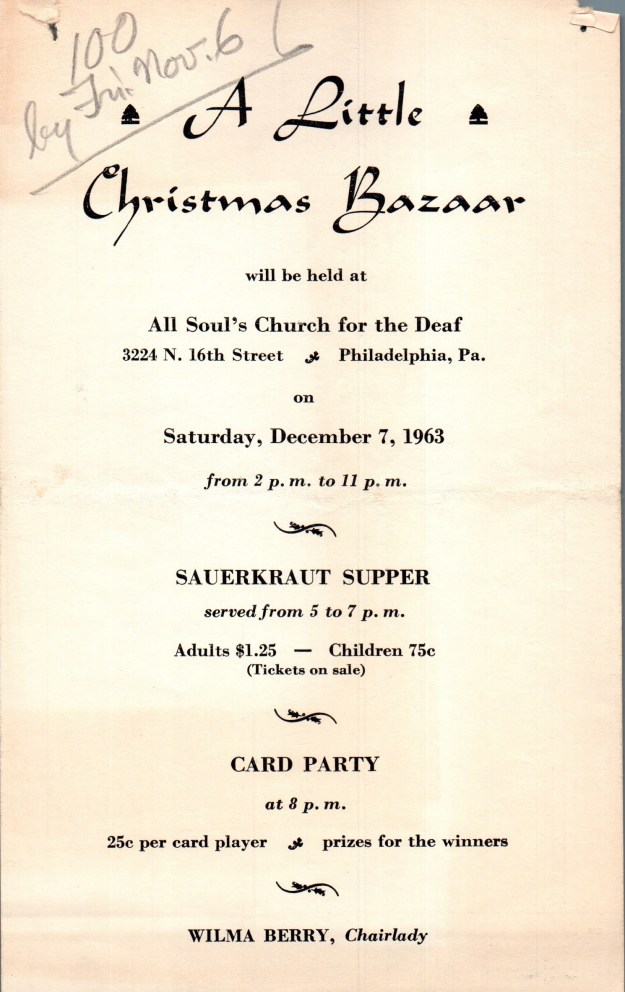 100
by Fri. Nov. 6
A Little
Christmas Bazaar
will be held at
All Soul's Church for the Deaf
3224 N. 16th Street Philadelphia, Pa.
on
Saturday, December 7, 1963
from 2 p. m. to 11 p. m.
SAUERKRAUT SUPPER
served from 5 to 7 p. m.
Adults $1.25 — Children 75c
(Tickets on sale)
CARD PARTY
at 8 p. m.
25c per card player prizes for the winners
WILMA BERRY, Chairlady